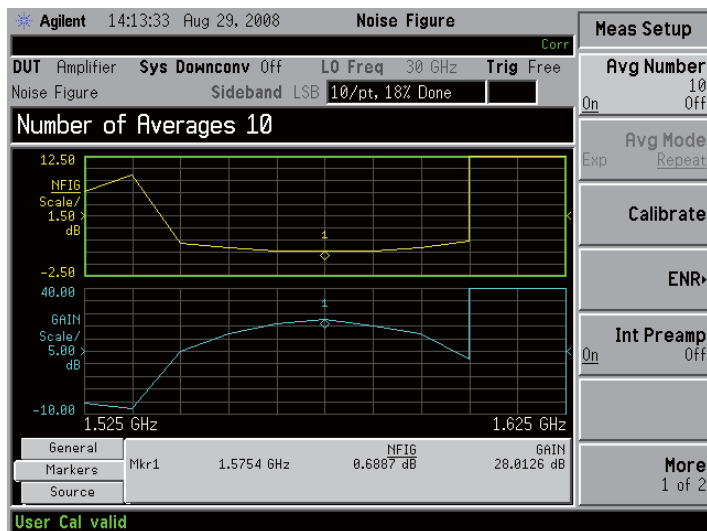 Agilent 14:13:33 Aug 29, 2008 Noise Figure
Corr
DUT Amplifier Sys Downconv Off LO Freq 30 GHz Trig Free
Noise Figure Sideband LSB 10/pt, 18% Done
Number of Averages 10
12.50
NFIG
Scale/
1.50
dB
-2.50
1
40.00
GAIN
Scale/
5.00
dB
-10.00
1
1.525 GHz 1.625 GHz
General
Markers
Source
NFIG GAIN
Mkr1 1.5754 GHz 0.6887 dB 28.0126 dB
User Cal valid
Meas Setup
Avg Number
10
On Off
Avg Mode
Exp Repeat
Calibrate
ENR
Int Preamp
On Off
More
1 of 2